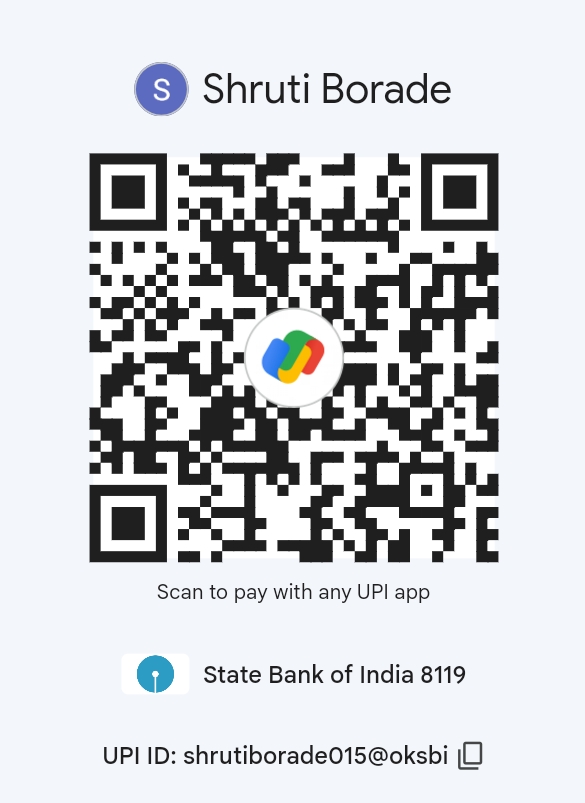 S Shruti Borade
Scan to pay with any UPI app
State Bank of India 8119
UPI ID: shrutiborade015@oksbi